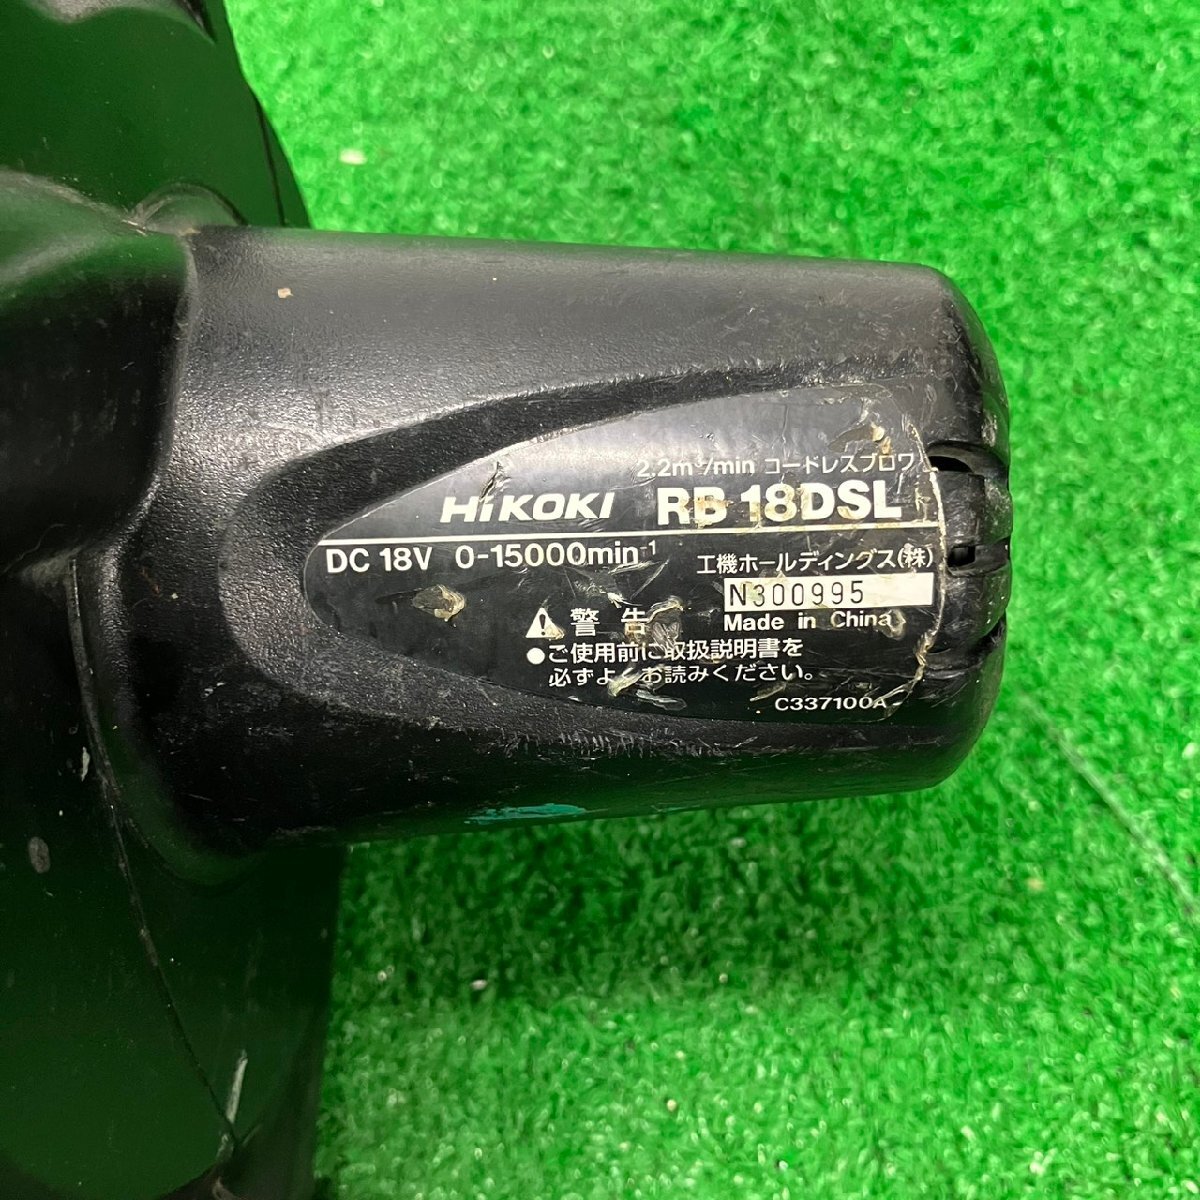 2.2m³/min コードレスブロワ
HiKOKI RB 18DSL
DC 18V 0-15000min⁻¹
工機ホールディングス(株)
N300995
Made in China
警 告
●ご使用前に取扱説明書を
必ずよくお読みください。
C337100A